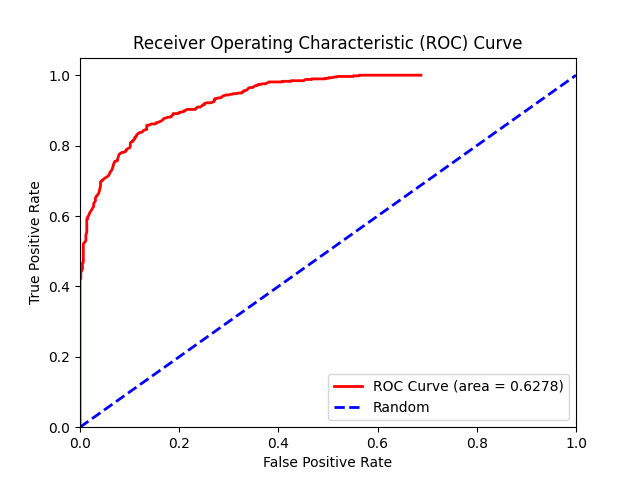 Receiver Operating Characteristic (ROC) Curve
1.0
0.8
0.6
0.4
0.2
0.0
True Positive Rate
ROC Curve (area = 0.6278)
Random
0.0 0.2 0.4 0.6 0.8 1.0
False Positive Rate